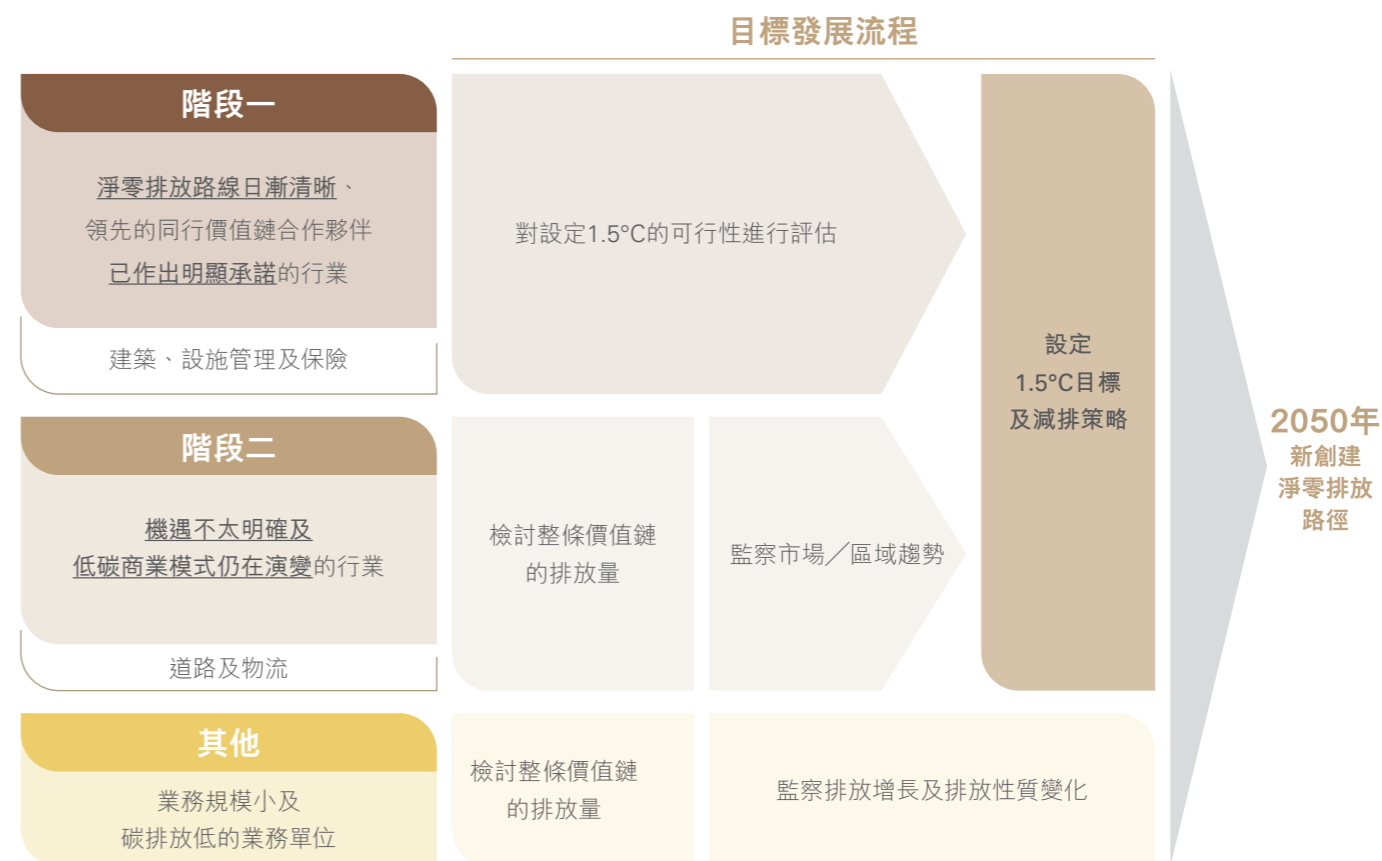 目標發展流程
階段一
淨零排放路線日漸清晰、
領先的同行價值鏈合作夥伴
已作出明顯承諾的行業
建築、設施管理及保險
對設定1.5°C的可行性進行評估
階段二
機遇不太明確及
低碳商業模式仍在演變的行業
道路及物流
檢討整條價值鏈
的排放量
監察市場／區域趨勢
設定
1.5°C目標
及減排策略
其他
業務規模小及
碳排放低的業務單位
檢討整條價值鏈
的排放量
監察排放增長及排放性質變化
2050年
新創建
淨零排放
路徑